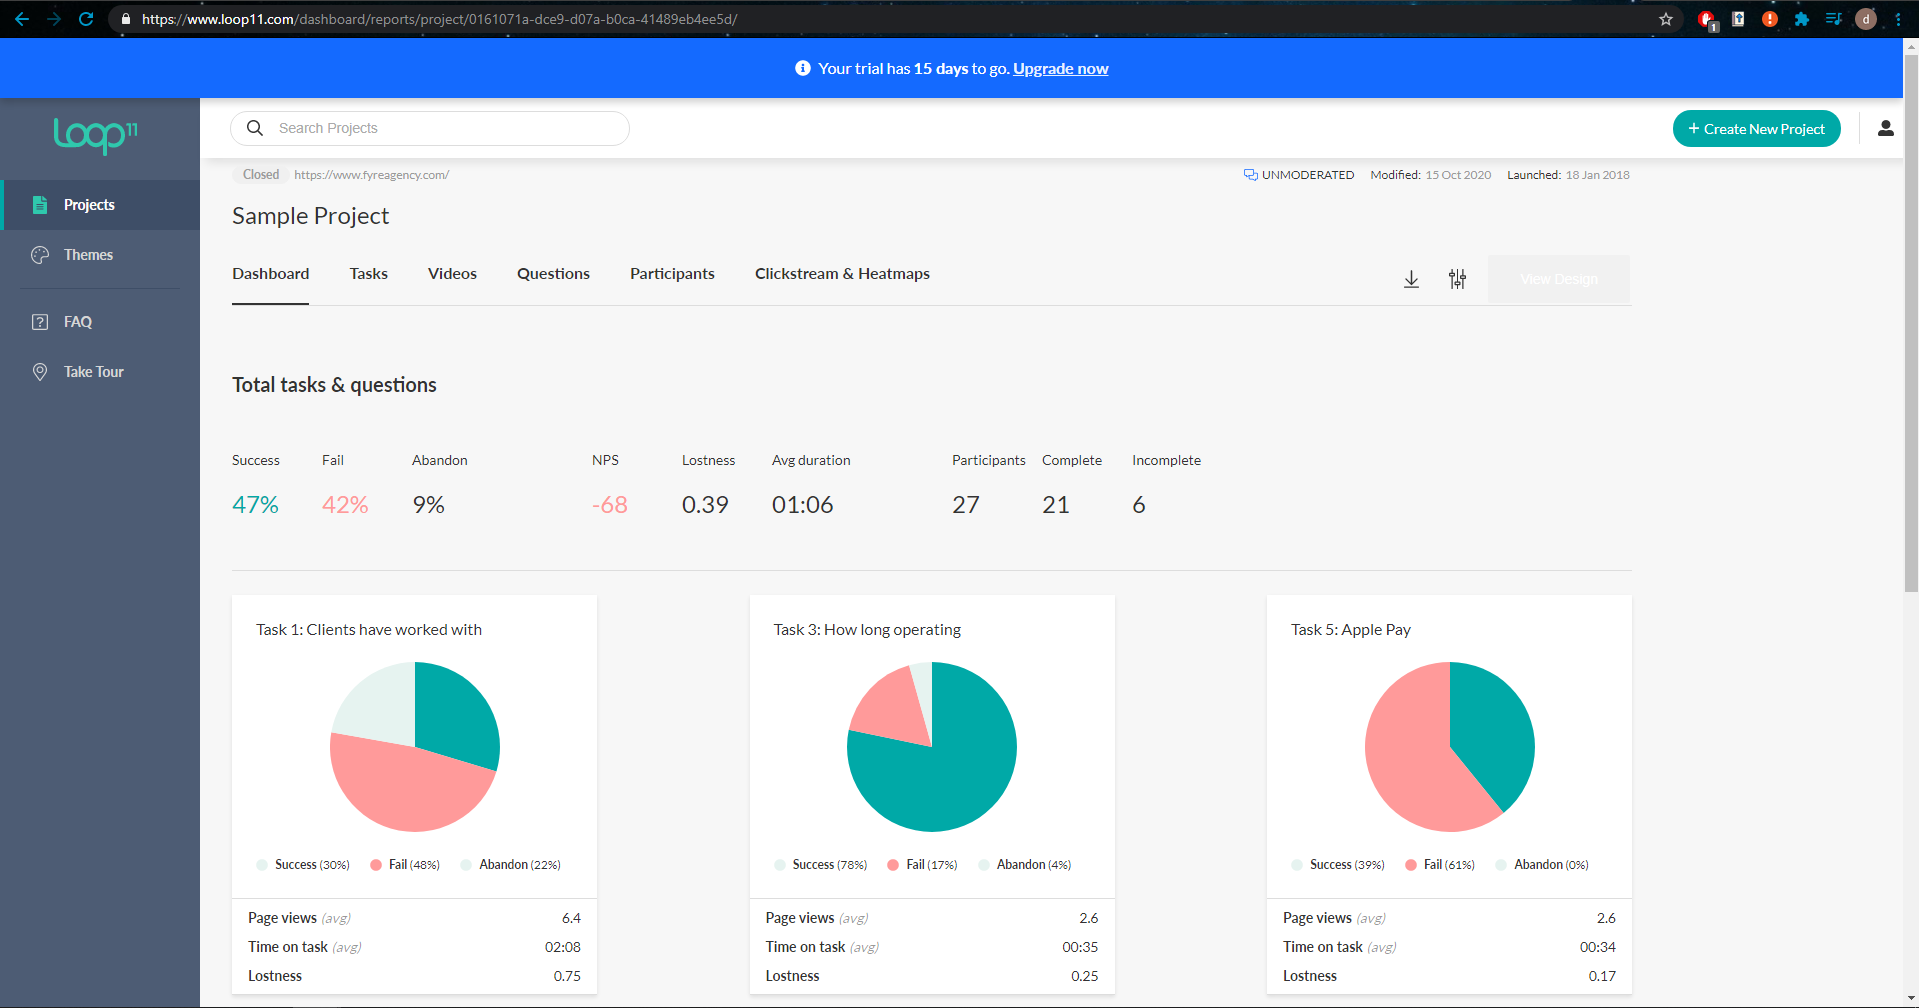 https://www.loop11.com/dashboard/reports/project/0161071a-dce9-d07a-b0ca-41489eb4ee5d/
1
d
Your trial has 15 days to go. Upgrade now
Loop11
Search Projects
+ Create New Project
Projects
Themes
FAQ
Take Tour
Closed https://www.fyreagency.com/
UNMODERATED Modified: 15 Oct 2020 Launched: 18 Jan 2018
Sample Project
Dashboard Tasks Videos Questions Participants Clickstream & Heatmaps
View Design
Total tasks & questions
Success Fail Abandon NPS Lostness Avg duration Participants Complete Incomplete
47% 42% 9% -68 0.39 01:06 27 21 6
Task 1: Clients have worked with
Success (30%) Fail (48%) Abandon (22%)
Page views (avg) 6.4
Time on task (avg) 02:08
Lostness 0.75
Task 3: How long operating
Success (78%) Fail (17%) Abandon (4%)
Page views (avg) 2.6
Time on task (avg) 00:35
Lostness 0.25
Task 5: Apple Pay
Success (39%) Fail (61%) Abandon (0%)
Page views (avg) 2.6
Time on task (avg) 00:34
Lostness 0.17